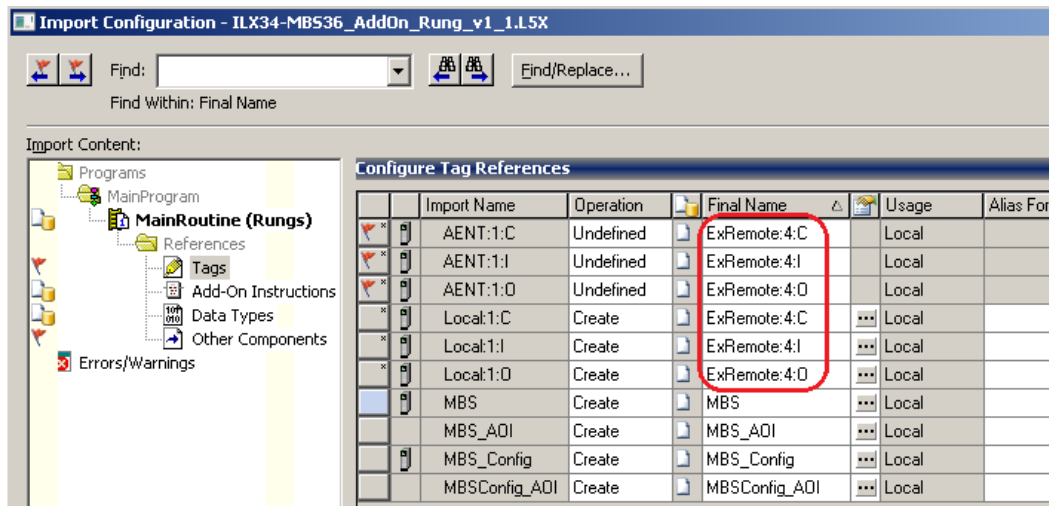 Import Configuration - ILX34-MBS36_AddOn_Rung_v1_1.L5X
Find:
Find/Replace...
Find Within: Final Name
Import Content:
Programs
MainProgram
MainRoutine (Rungs)
References
Tags
Add-On Instructions
Data Types
Other Components
Errors/Warnings
Configure Tag References
Import Name Operation Final Name Usage Alias For
AENT:1:C Undefined ExRemote:4:C Local
AENT:1:I Undefined ExRemote:4:I Local
AENT:1:O Undefined ExRemote:4:O Local
Local:1:C Create ExRemote:4:C ... Local
Local:1:I Create ExRemote:4:I ... Local
Local:1:O Create ExRemote:4:O ... Local
MBS Create MBS ... Local
MBS_AOI Create MBS_AOI ... Local
MBS_Config Create MBS_Config ... Local
MBSConfig_AOI Create MBSConfig_AOI ... Local